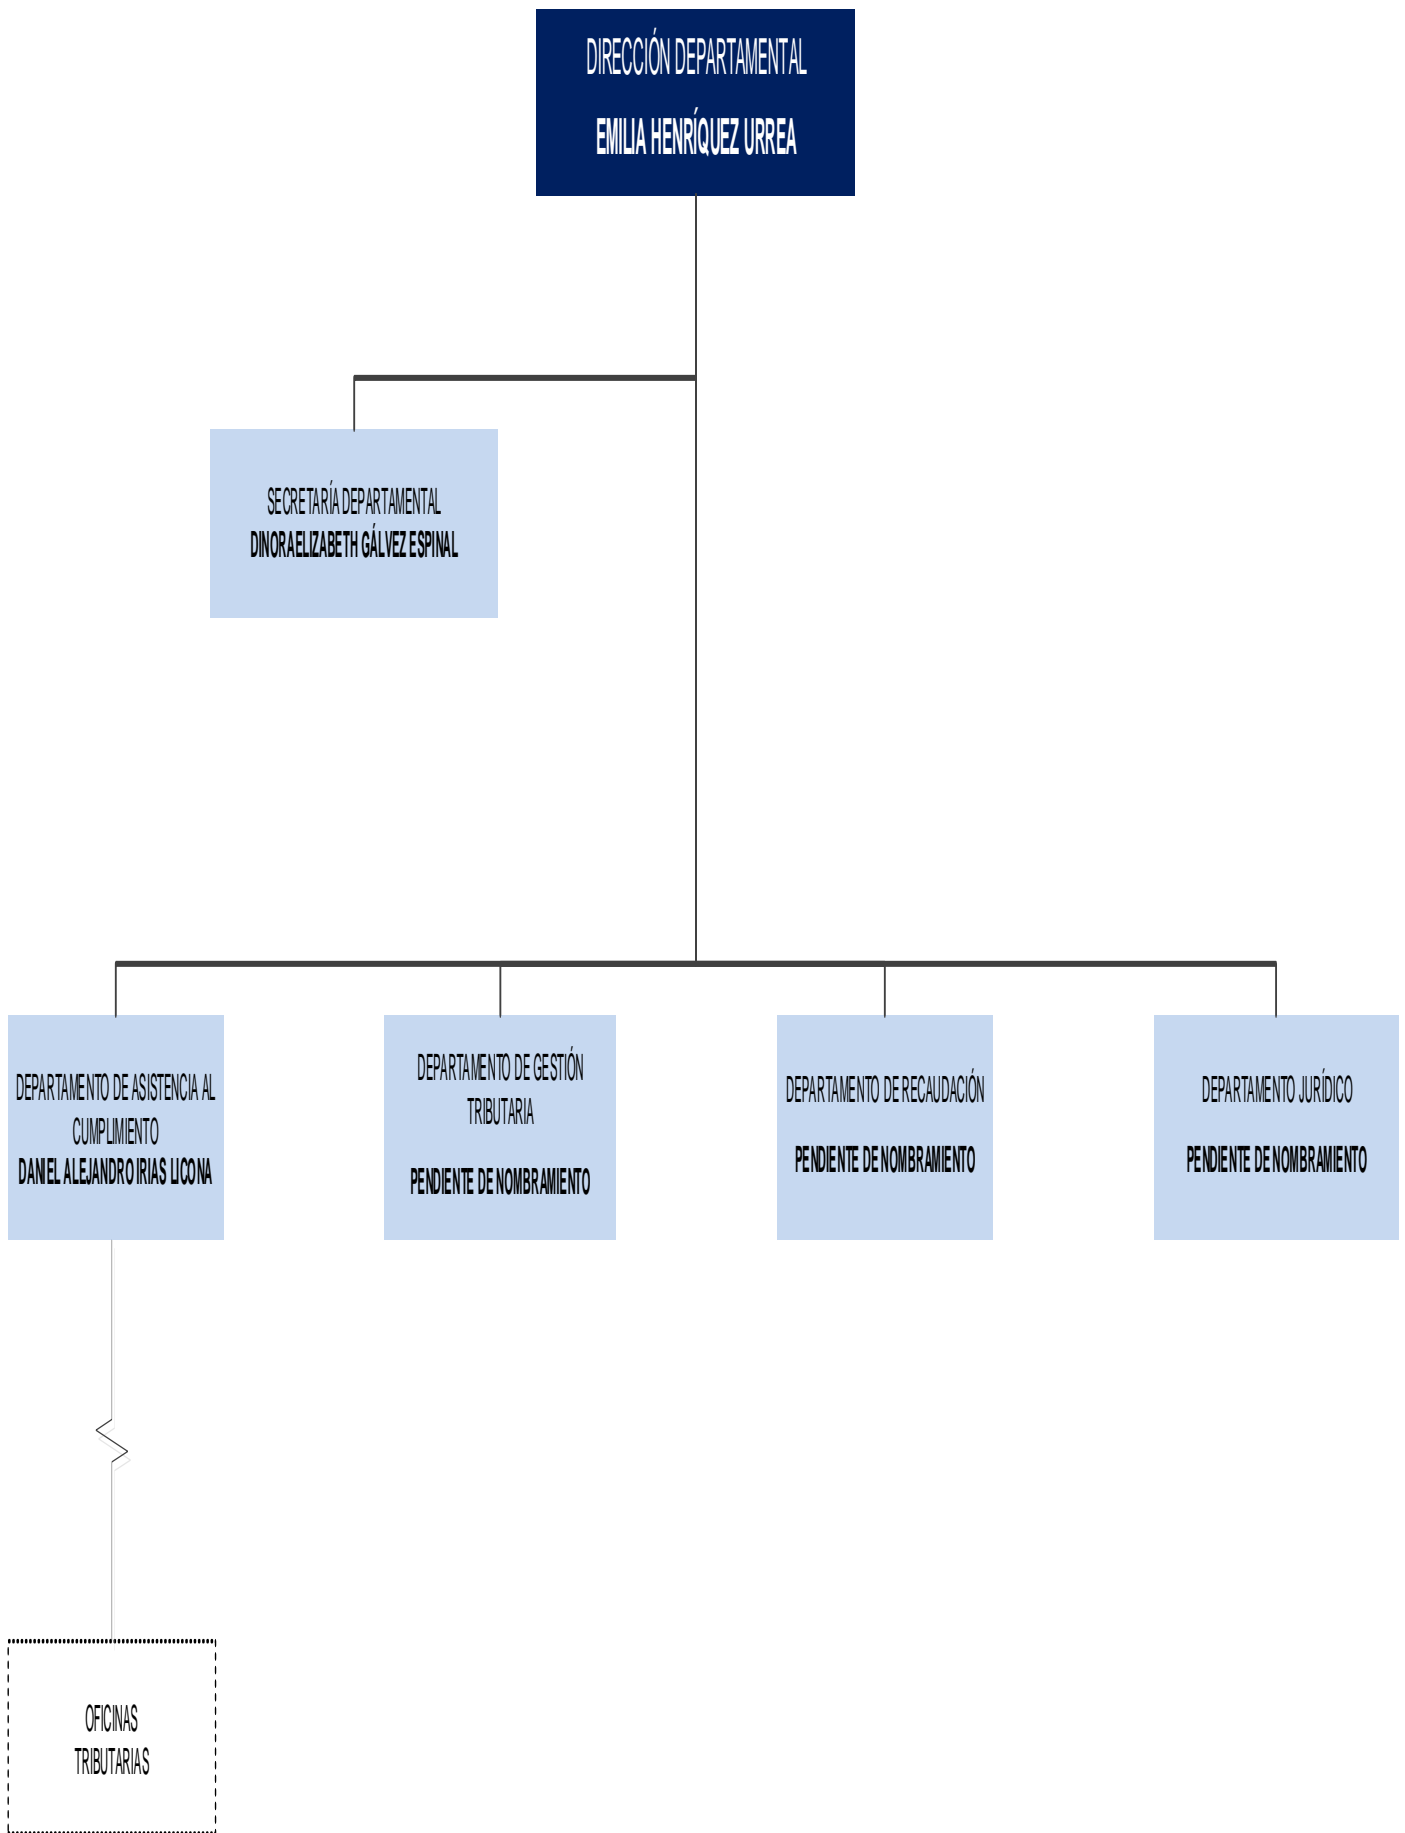 DIRECCIÓN DEPARTAMENTAL
EMILIA HENRÍQUEZ URREA
SECRETARÍA DEPARTAMENTAL
DINORA ELIZABETH GÁLVEZ ESPINAL
DEPARTAMENTO DE ASISTENCIA AL
CUMPLIMIENTO
DANIEL ALEJANDRO IRIAS LICONA
DEPARTAMENTO DE GESTIÓN
TRIBUTARIA
PENDIENTE DE NOMBRAMIENTO
DEPARTAMENTO DE RECAUDACIÓN
PENDIENTE DE NOMBRAMIENTO
DEPARTAMENTO JURÍDICO
PENDIENTE DE NOMBRAMIENTO
OFICINAS
TRIBUTARIAS